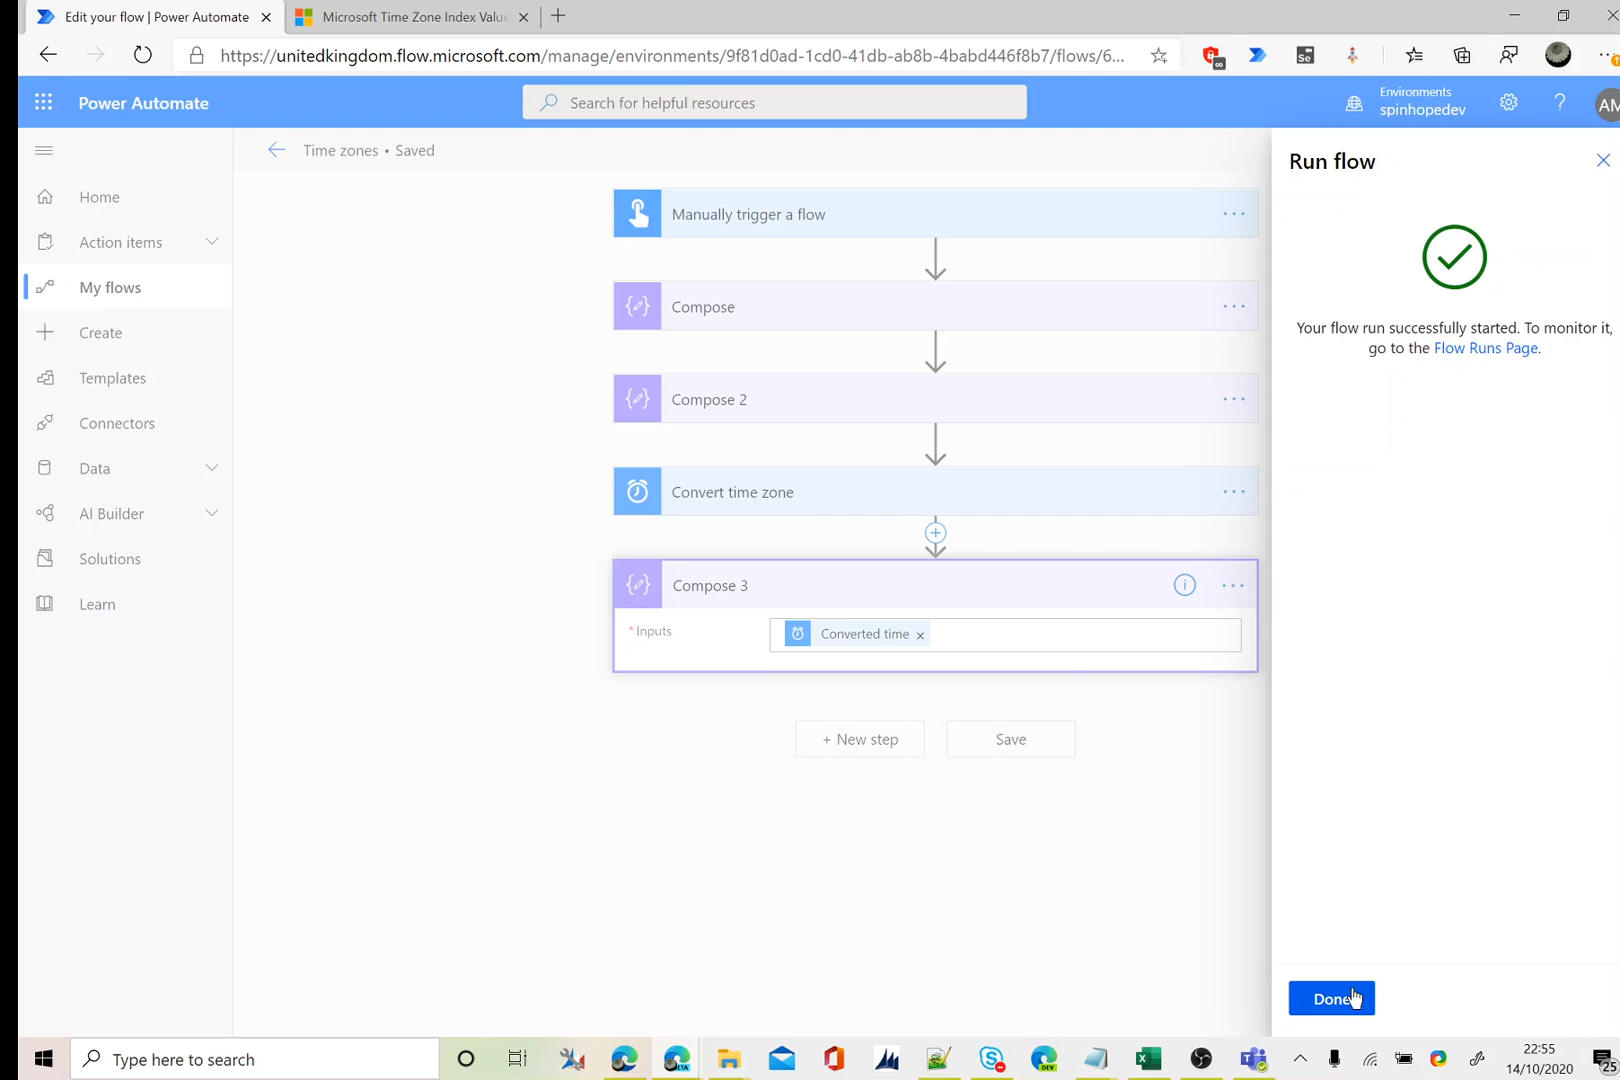 Edit your flow | Power Automate
Microsoft Time Zone Index Value
https://unitedkingdom.flow.microsoft.com/manage/environments/9f81d0ad-1cd0-41db-ab8b-4babd446f8b7/flows/6...
Power Automate
Search for helpful resources
Environments
spinhopedev
?
AM
Time zones • Saved
Home
Action items
My flows
Create
Templates
Connectors
Data
AI Builder
Solutions
Learn
Manually trigger a flow
Compose
Compose 2
Convert time zone
Compose 3
* Inputs
Converted time
+ New step
Save
Run flow
Your flow run successfully started. To monitor it,
go to the Flow Runs Page.
Done
Type here to search
BETA
DEV
22:55
14/10/2020
25